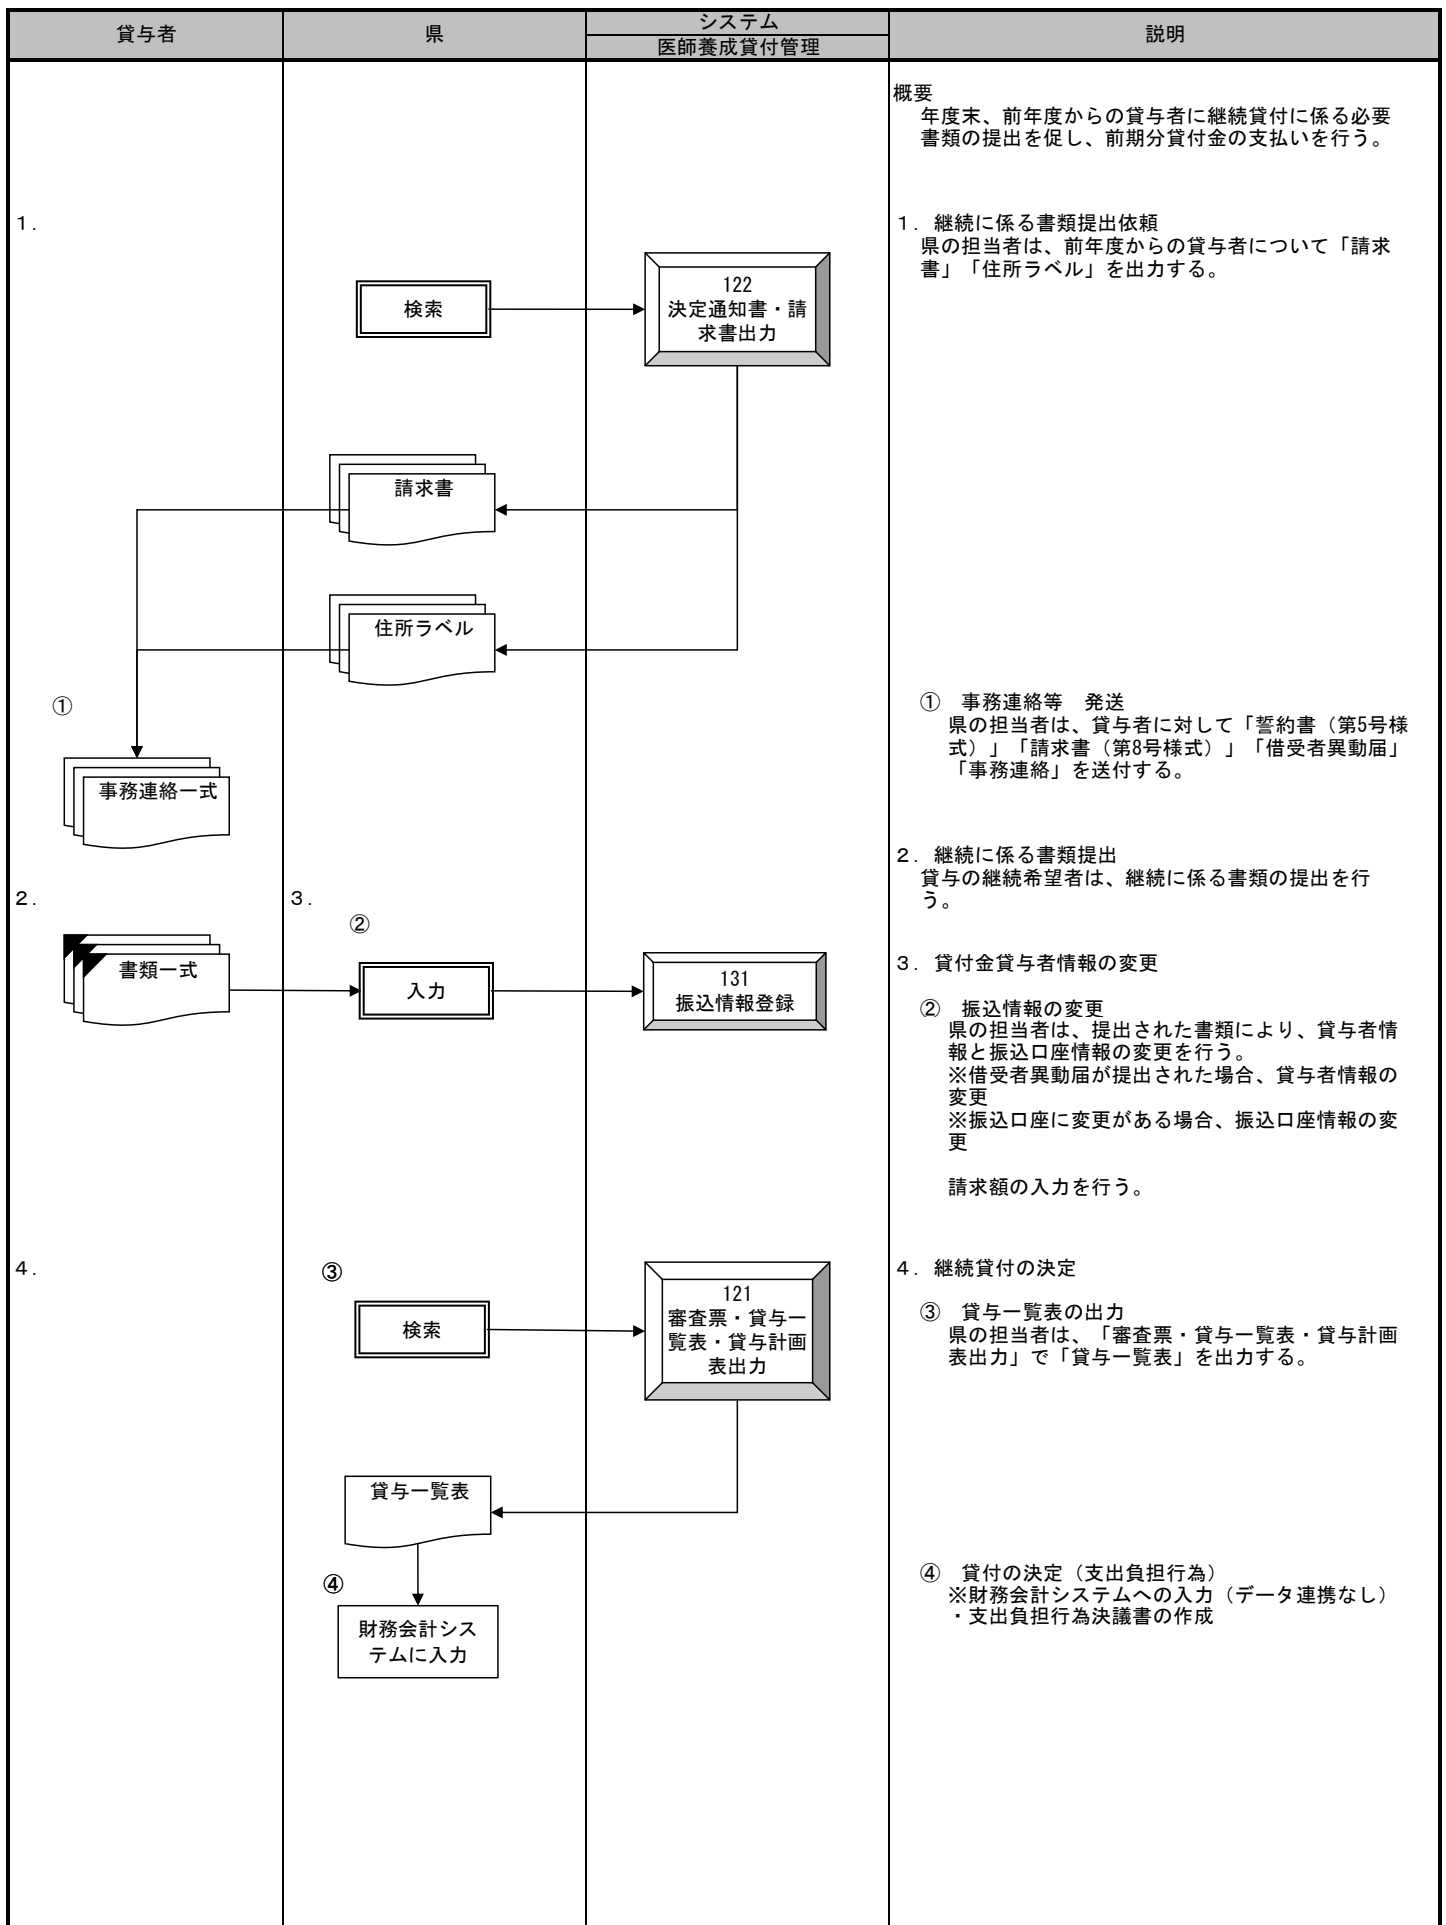 貸与者
県
システム
医師養成貸付管理
説明
概要
年度末、前年度からの貸与者に継続貸付に係る必要
書類の提出を促し、前期分貸付金の支払いを行う。
１．
検索
122
決定通知書・請
求書出力
１．継続に係る書類提出依頼
県の担当者は、前年度からの貸与者について「請求
書」「住所ラベル」を出力する。
請求書
住所ラベル
①
事務連絡一式
①　事務連絡等　発送
県の担当者は、貸与者に対して「誓約書（第5号様
式）」「請求書（第8号様式）」「借受者異動届」
「事務連絡」を送付する。
２．
書類一式
２．継続に係る書類提出
貸与の継続希望者は、継続に係る書類の提出を行
う。
３．
②
入力
131
振込情報登録
３．貸付金貸与者情報の変更
②　振込情報の変更
県の担当者は、提出された書類により、貸与者情
報と振込口座情報の変更を行う。
※借受者異動届が提出された場合、貸与者情報の
変更
※振込口座に変更がある場合、振込口座情報の変
更
請求額の入力を行う。
４．
③
検索
121
審査票・貸与一
覧表・貸与計画
表出力
４．継続貸付の決定
③　貸与一覧表の出力
県の担当者は、「審査票・貸与一覧表・貸与計画
表出力」で「貸与一覧表」を出力する。
貸与一覧表
④
財務会計シス
テムに入力
④　貸付の決定（支出負担行為）
※財務会計システムへの入力（データ連携なし）
・支出負担行為決議書の作成